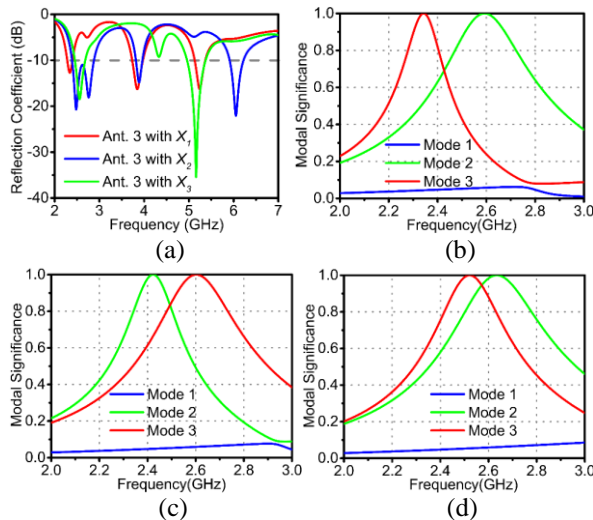 Reflection Coefficient (dB)
0
-10
-20
-30
-40
Ant. 3 with X1
Ant. 3 with X2
Ant. 3 with X3
2 3 4 5 6 7
Frequency (GHz)
(a)
Modal Significance
1.0
0.8
0.6
0.4
0.2
0.0
Mode 1
Mode 2
Mode 3
2.0 2.2 2.4 2.6 2.8 3.0
Frequency(GHz)
(b)
Modal Significance
1.0
0.8
0.6
0.4
0.2
0.0
Mode 1
Mode 2
Mode 3
2.0 2.2 2.4 2.6 2.8 3.0
Frequency(GHz)
(c)
Modal Significance
1.0
0.8
0.6
0.4
0.2
0.0
Mode 1
Mode 2
Mode 3
2.0 2.2 2.4 2.6 2.8 3.0
Frequency(GHz)
(d)